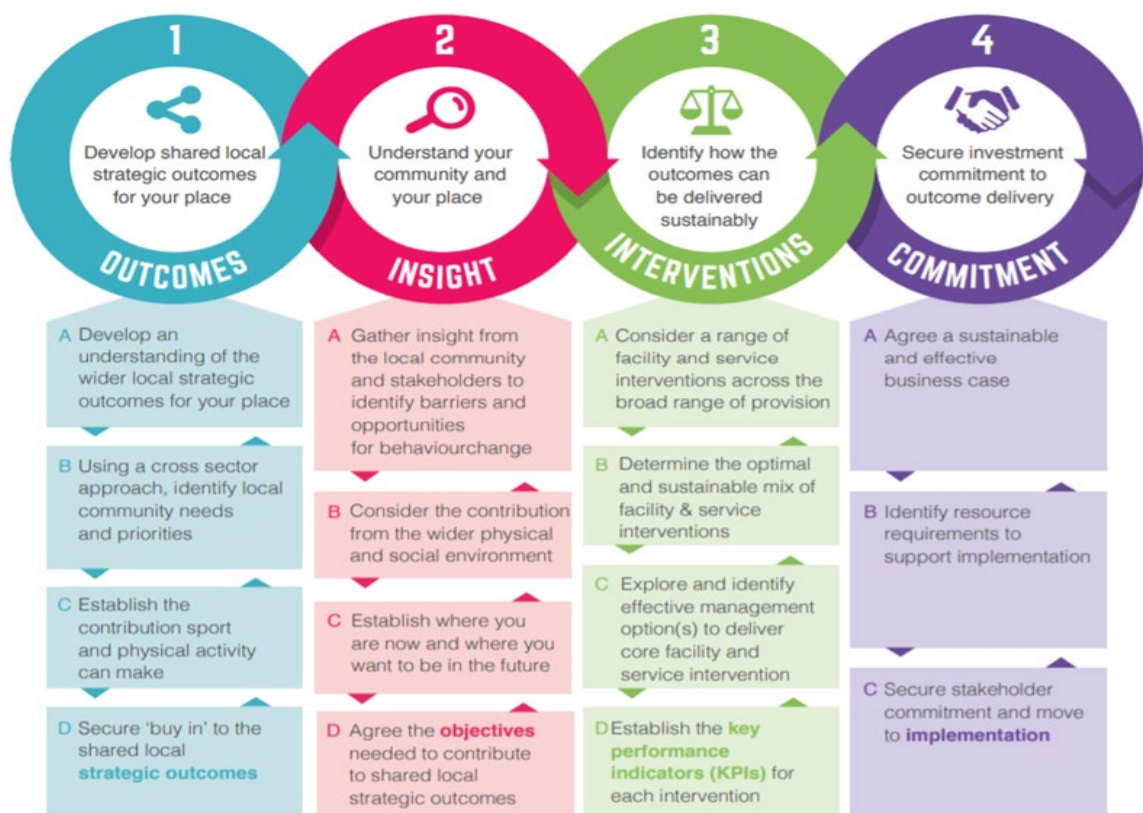 1
Develop shared local
strategic outcomes
for your place
OUTCOMES
A Develop an
understanding of the
wider local strategic
outcomes for your place
B Using a cross sector
approach, identify local
community needs
and priorities
C Establish the
contribution sport
and physical activity
can make
D Secure ‘buy in’ to the
shared local
strategic outcomes
2
Understand your
community and
your place
INSIGHT
A Gather insight from
the local community
and stakeholders to
identify barriers and
opportunities
for behaviourchange
B Consider the contribution
from the wider physical
and social environment
C Establish where you
are now and where you
want to be in the future
D Agree the objectives
needed to contribute
to shared local
strategic outcomes
3
Identify how the
outcomes can
be delivered
sustainably
INTERVENTIONS
A Consider a range of
facility and service
interventions across the
broad range of provision
B Determine the optimal
and sustainable mix of
facility & service
interventions
C Explore and identify
effective management
option(s) to deliver
core facility and
service intervention
D Establish the key
performance
indicators (KPIs) for
each intervention
4
Secure investment
commitment to
outcome delivery
COMMITMENT
A Agree a sustainable
and effective
business case
B Identify resource
requirements to
support implementation
C Secure stakeholder
commitment and move
to implementation